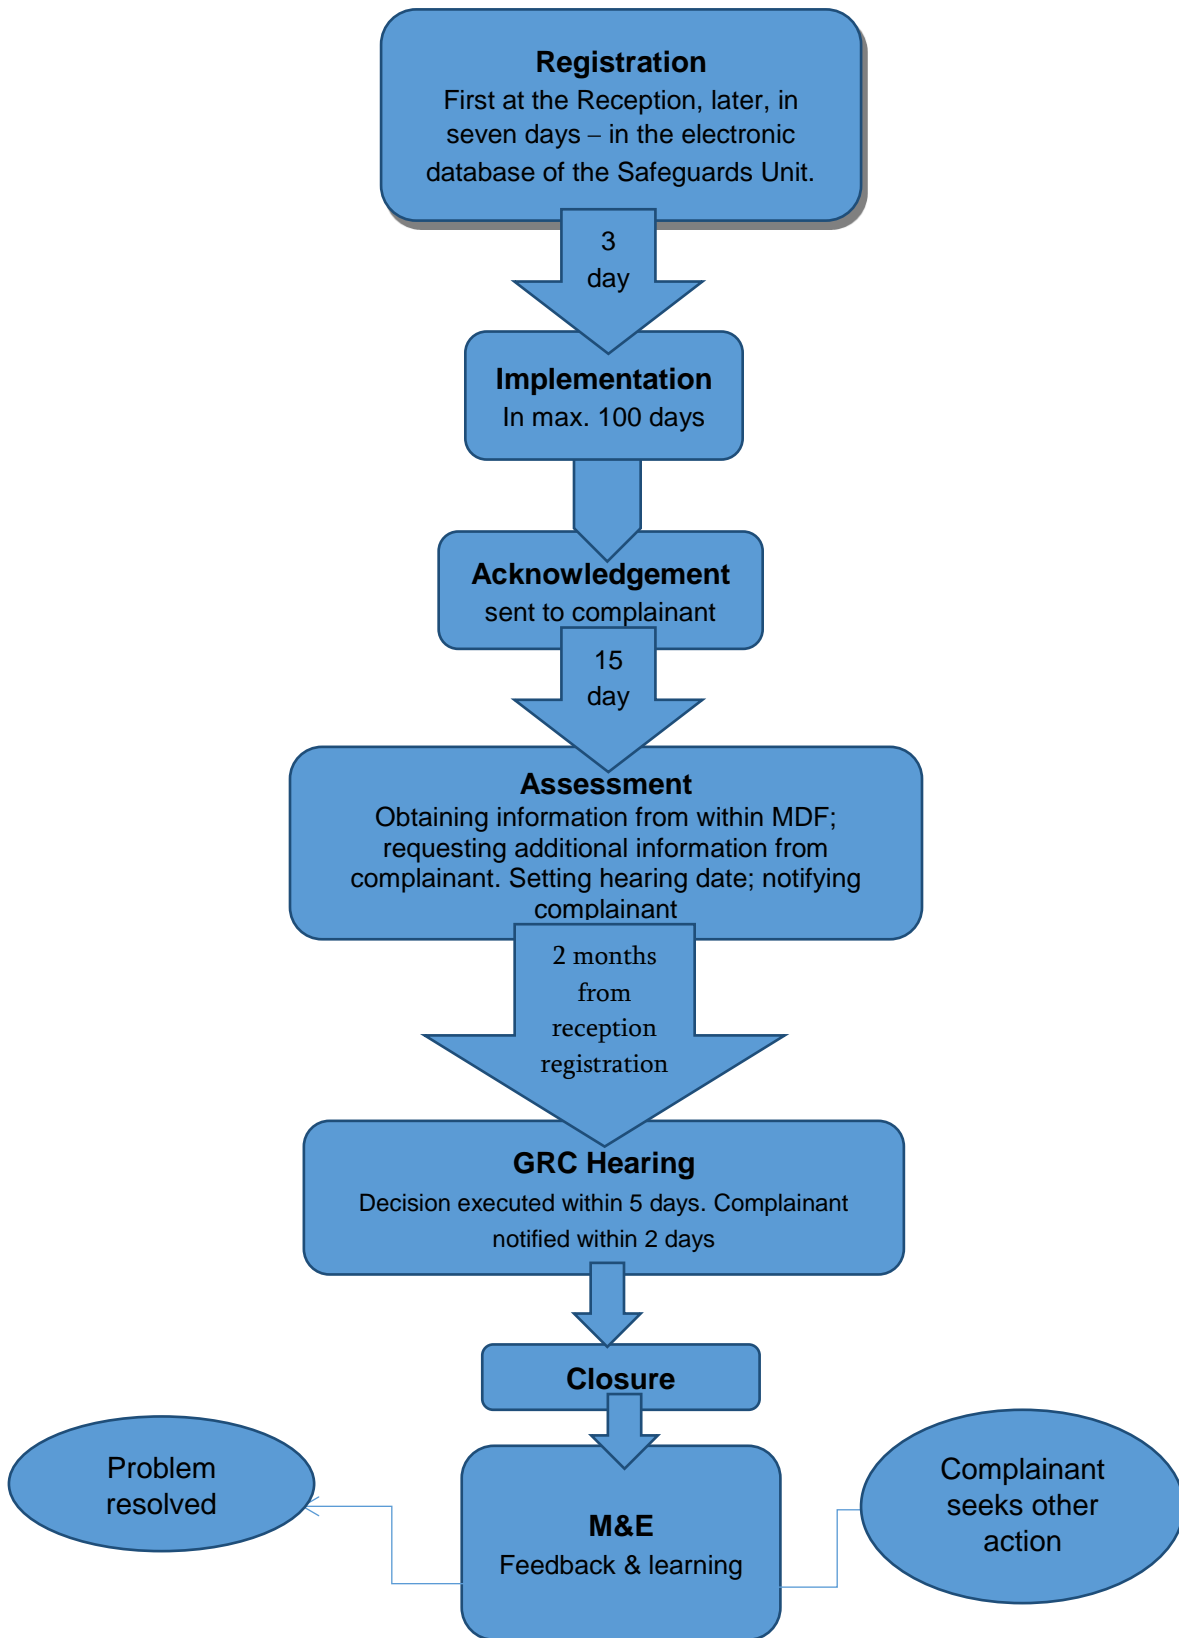 Registration
First at the Reception, later, in
seven days – in the electronic
database of the Safeguards Unit.
3
day
Implementation
In max. 100 days
Acknowledgement
sent to complainant
15
day
Assessment
Obtaining information from within MDF;
requesting additional information from
complainant. Setting hearing date; notifying
complainant
2 months
from
reception
registration
GRC Hearing
Decision executed within 5 days. Complainant
notified within 2 days
Closure
Problem
resolved
M&E
Feedback & learning
Complainant
seeks other
action